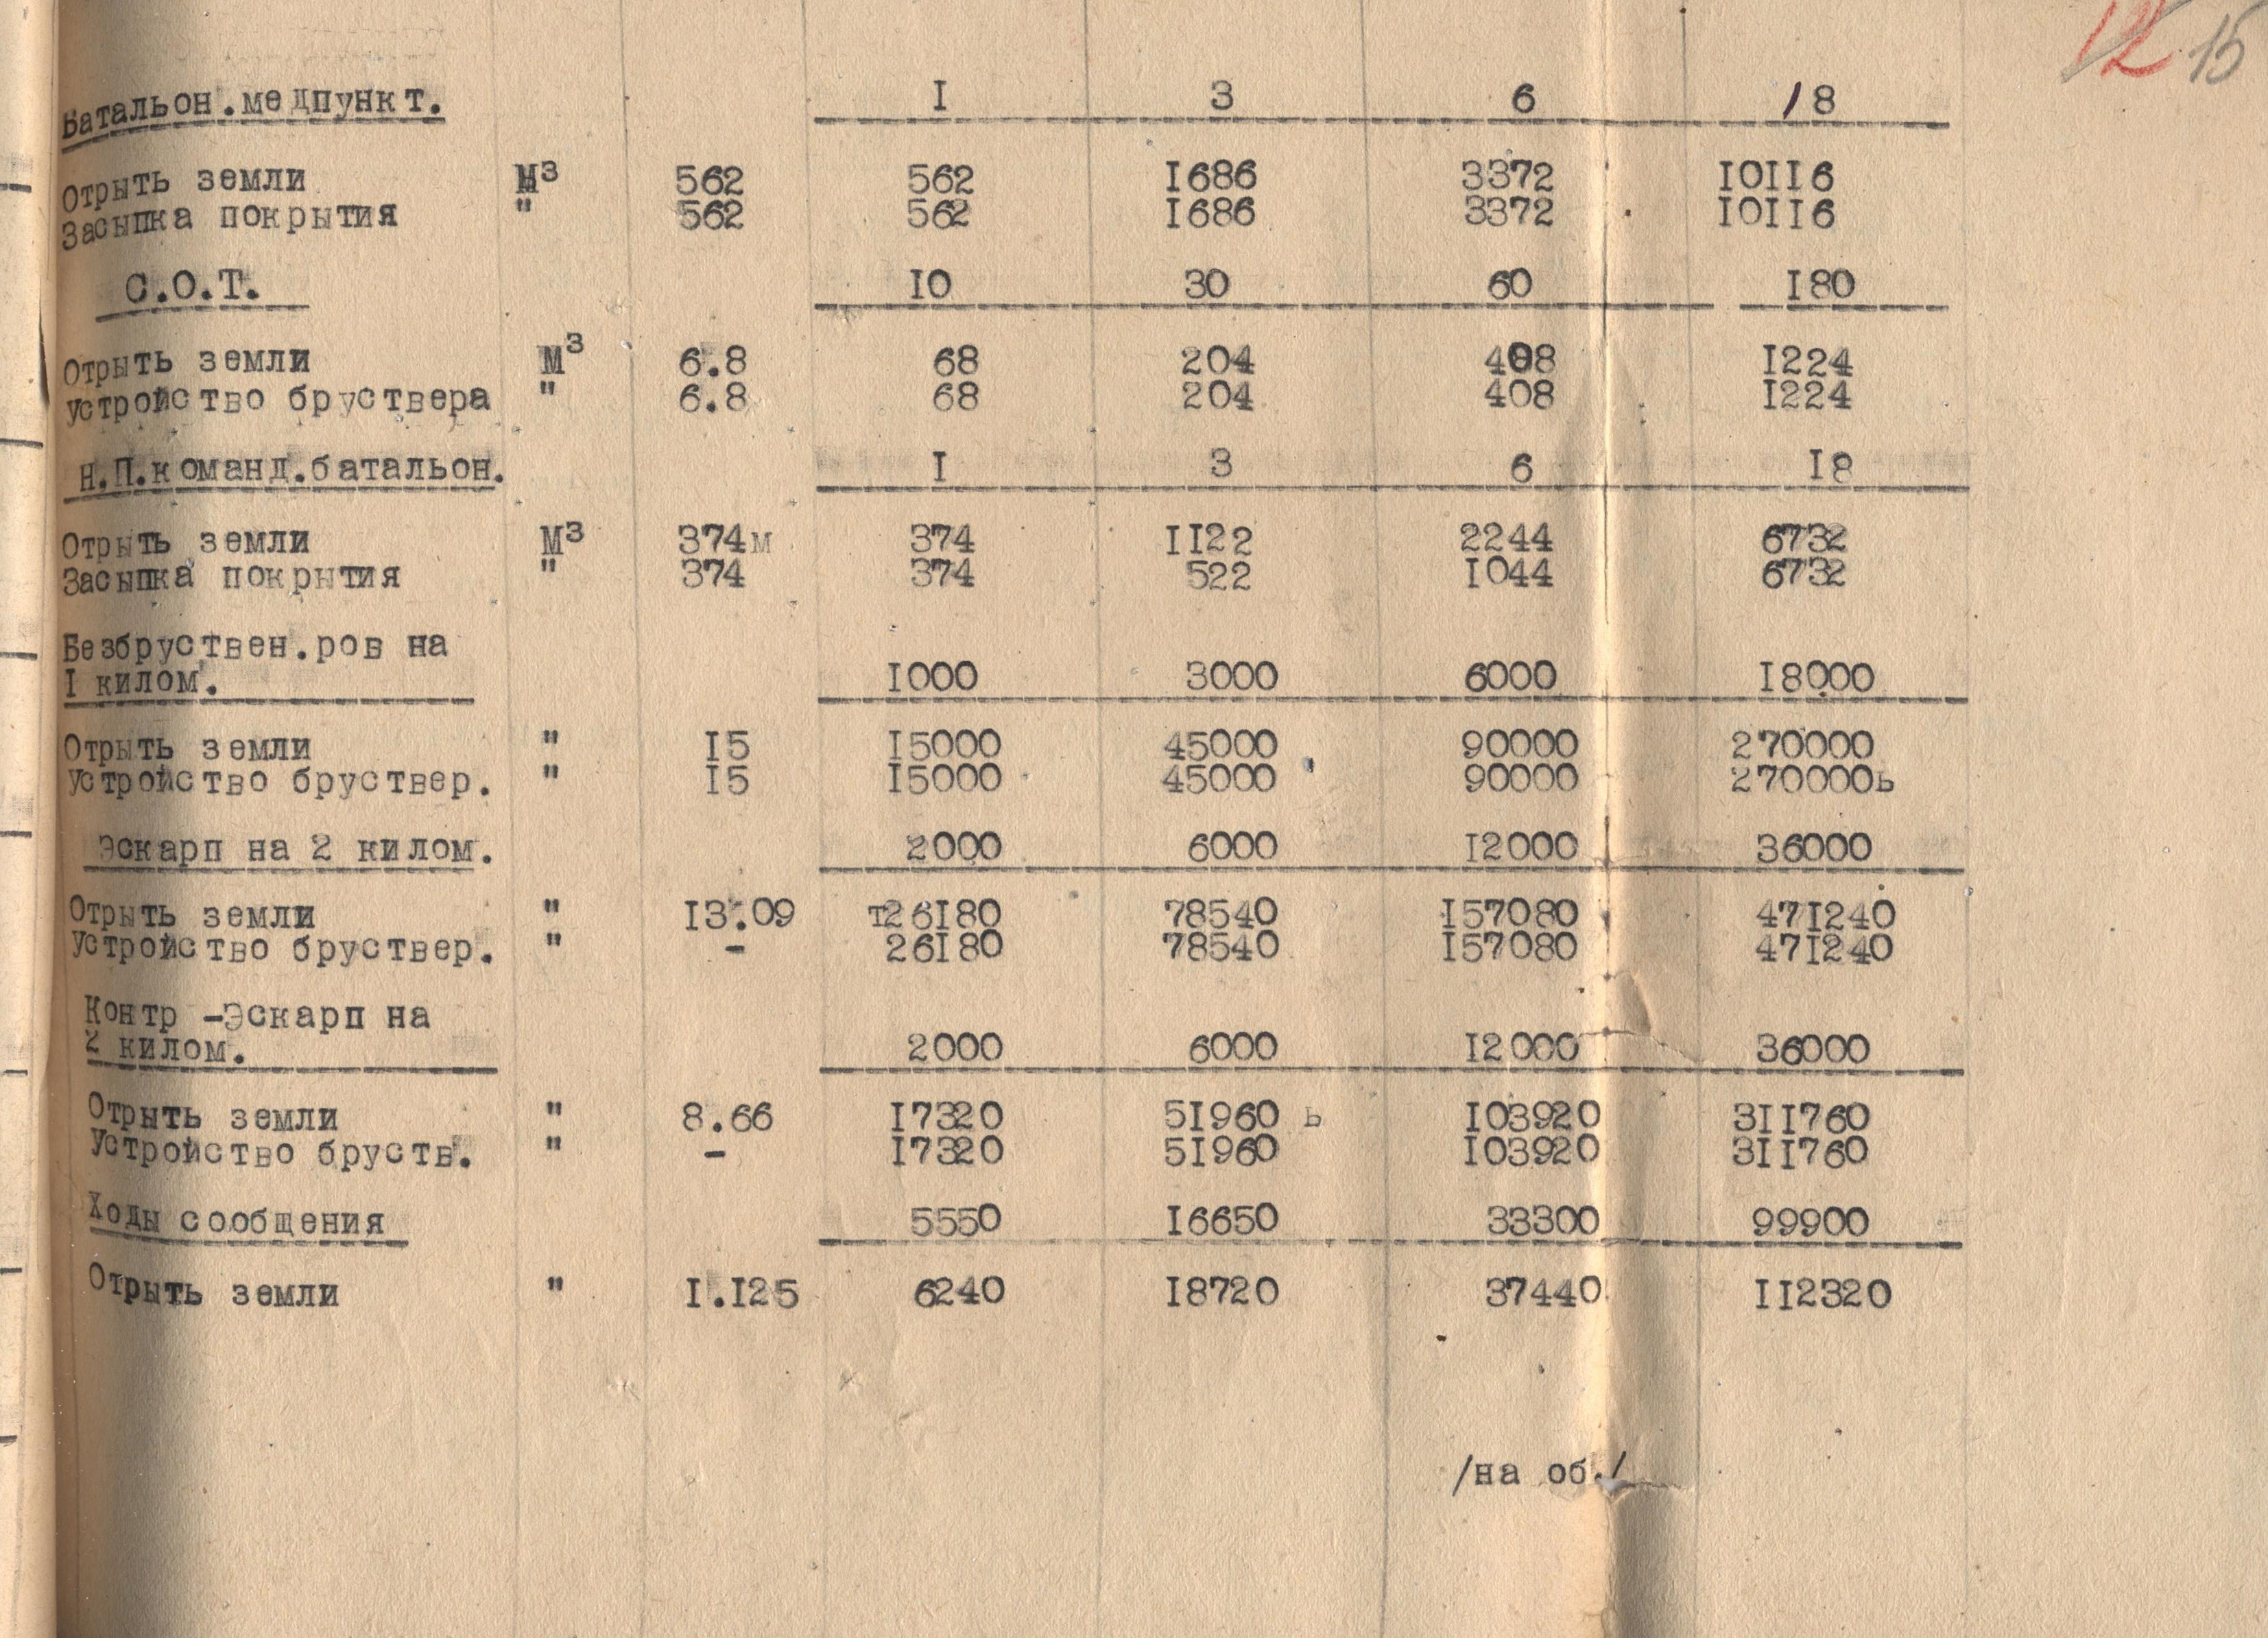 12 15
Батальон.медпункт. 1 3 6 18
Отрыть земли М³ 562 562 1686 3372 10116
Засыпка покрытия " 562 562 1686 3372 10116
С.О.Т. 10 30 60 180
Отрыть земли М³ 6.8 68 204 408 1224
устройство бруствера " 6.8 68 204 408 1224
Н.П.команд.батальон. 1 3 6 18
Отрыть земли М³ 374м 374 1122 2244 6732
Засыпка покрытия " 374 374 522 1044 6732
Безбруствен.ров на
1 килом. 1000 3000 6000 18000
Отрыть земли " 15 15000 45000 90000 270000
устройство бруствер. " 15 15000 45000 90000 270000ь
Эскарп на 2 килом. 2000 6000 12000 36000
Отрыть земли " 13.09 т26180 78540 157080 471240
устройство бруствер. " - 26180 78540 157080 471240
Контр -Эскарп на
2 килом. 2000 6000 12000 36000
Отрыть земли " 8.66 17320 51960 ь 103920 311760
Устройство бруств. " - 17320 51960 103920 311760
Ходы сообщения 5550 16650 33300 99900
Отрыть земли " 1.125 6240 18720 37440 112320
/на об./